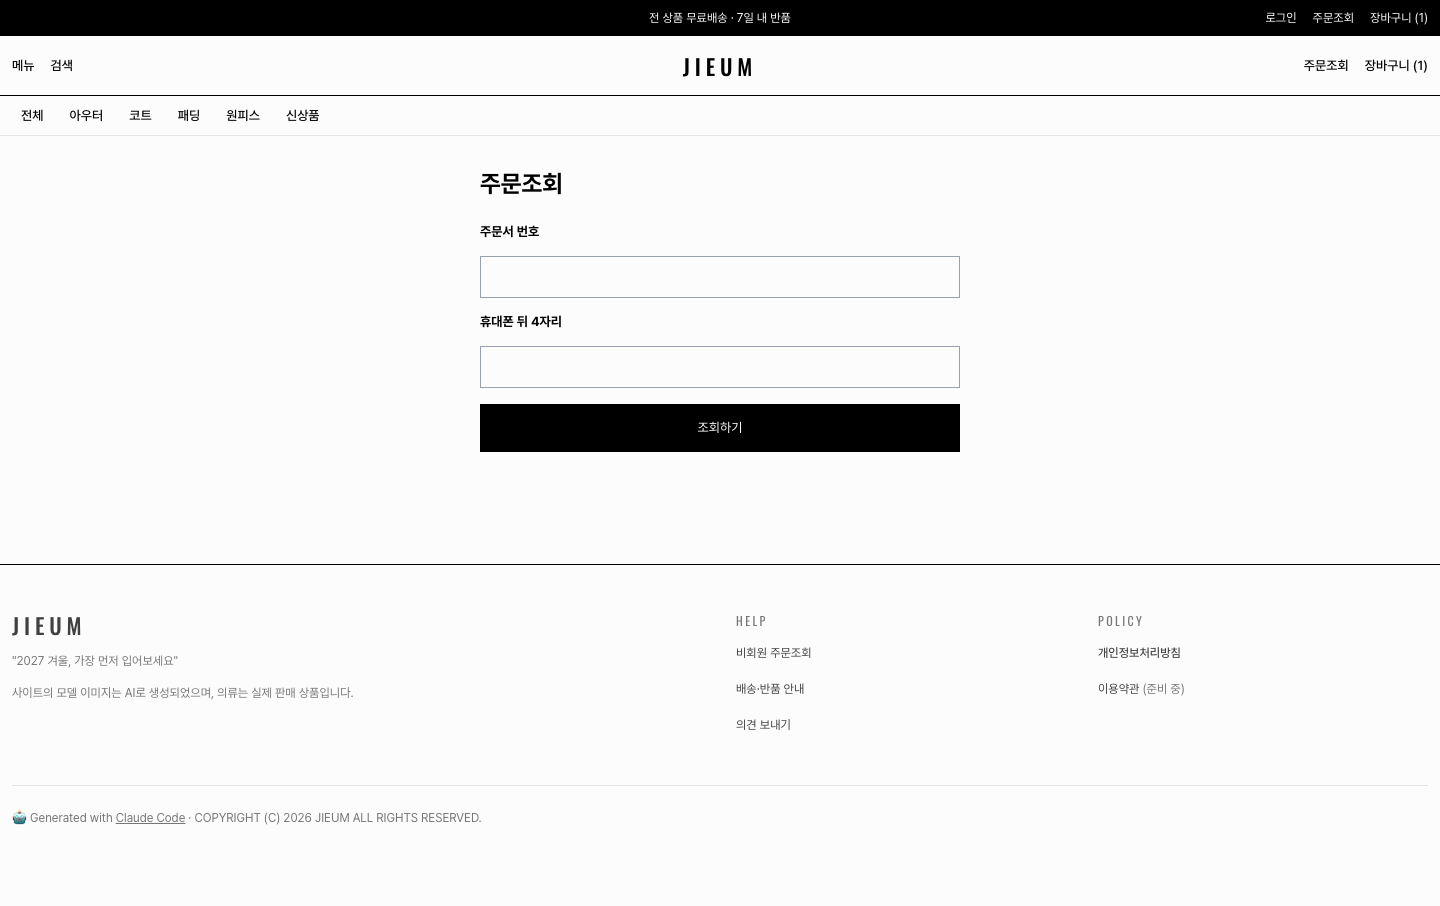 전 상품 무료배송 · 7일 내 반품
로그인 주문조회 장바구니 (1)
메뉴 검색
JIEUM
주문조회 장바구니 (1)
전체 아우터 코트 패딩 원피스 신상품
주문조회
주문서 번호
휴대폰 뒤 4자리
조회하기
JIEUM
"2027 겨울, 가장 먼저 입어보세요"
사이트의 모델 이미지는 AI로 생성되었으며, 의류는 실제 판매 상품입니다.
HELP
비회원 주문조회
배송·반품 안내
의견 보내기
POLICY
개인정보처리방침
이용약관 (준비 중)
🤖 Generated with Claude Code · COPYRIGHT (C) 2026 JIEUM ALL RIGHTS RESERVED.